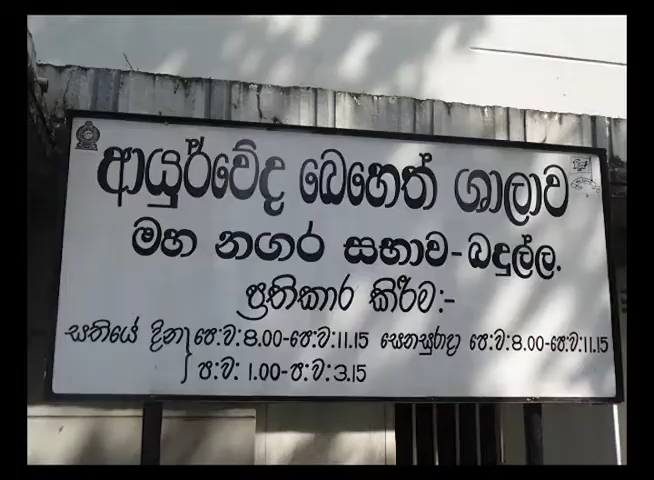 ආයුර්වේද බෙහෙත් ශාලාව
මහ නගර සභාව-බදුල්ල.
ප්‍රතිකාර කිරීම:-
සතියේ දිනා} පෙ:ව:8.00-පෙ:ව:11.15 සෙනසුරාදා පෙ:ව:8.00-පෙ:ව:11.15
ප:ව: 1.00-ප:ව:3.15